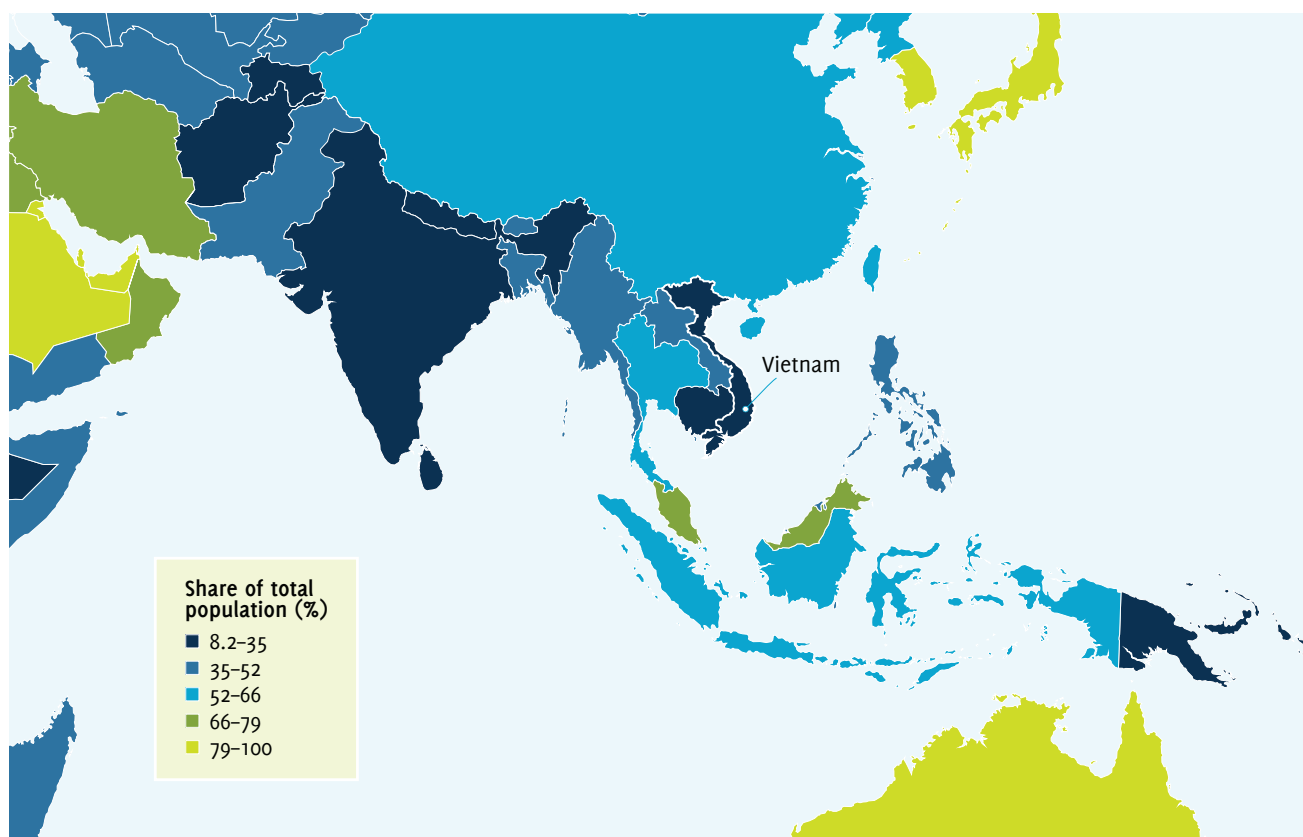 Vietnam
Share of total
population (%)
8.2–35
35–52
52–66
66–79
79–100